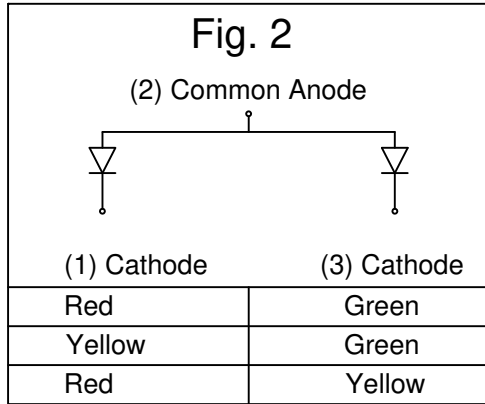 Fig. 2
(2) Common Anode
(1) Cathode (3) Cathode
Red Green
Yellow Green
Red Yellow